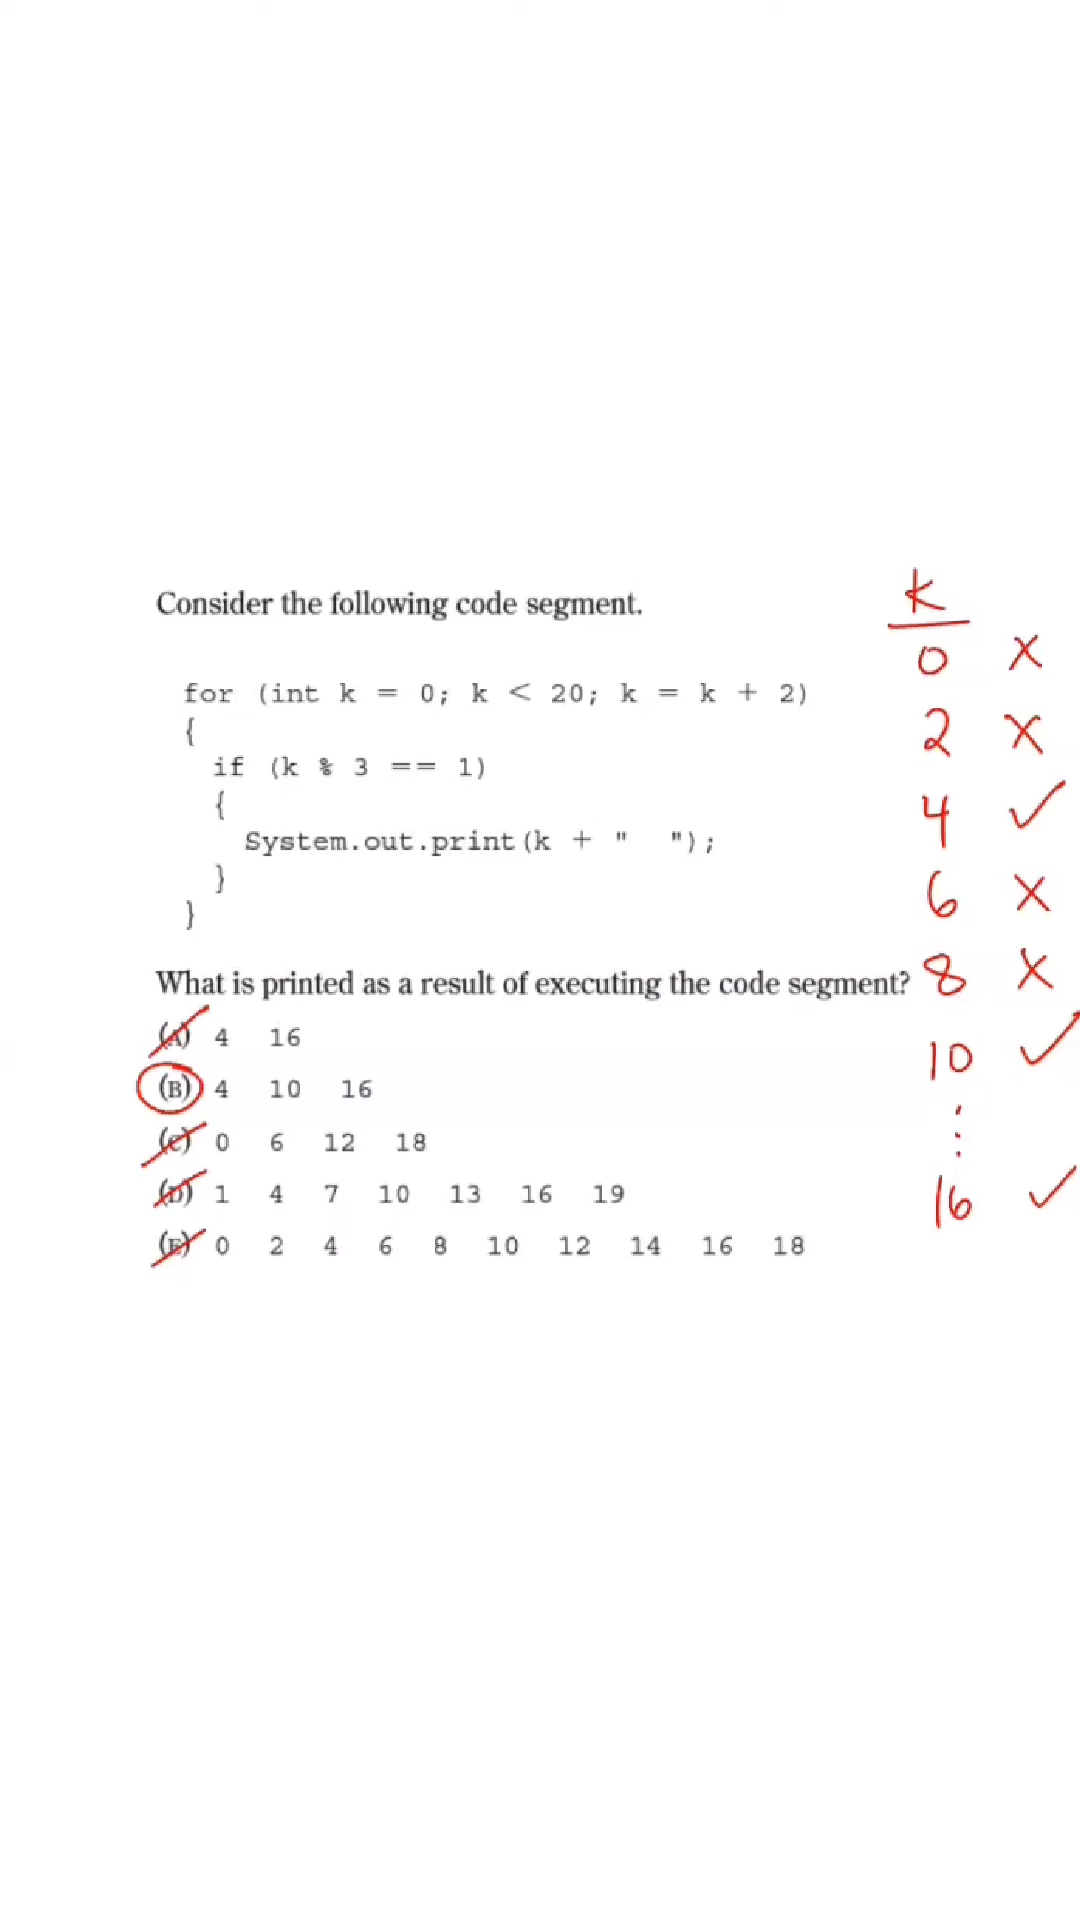 Consider the following code segment.
for (int k = 0; k < 20; k = k + 2)
{
if (k % 3 == 1)
{
System.out.print(k + "  ");
}
}
What is printed as a result of executing the code segment?
(A) 4 16
(B) 4 10 16
(C) 0 6 12 18
(D) 1 4 7 10 13 16 19
(E) 0 2 4 6 8 10 12 14 16 18
k
0 x
2 x
4 ✓
6 x
8 x
10 ✓
⋮
16 ✓